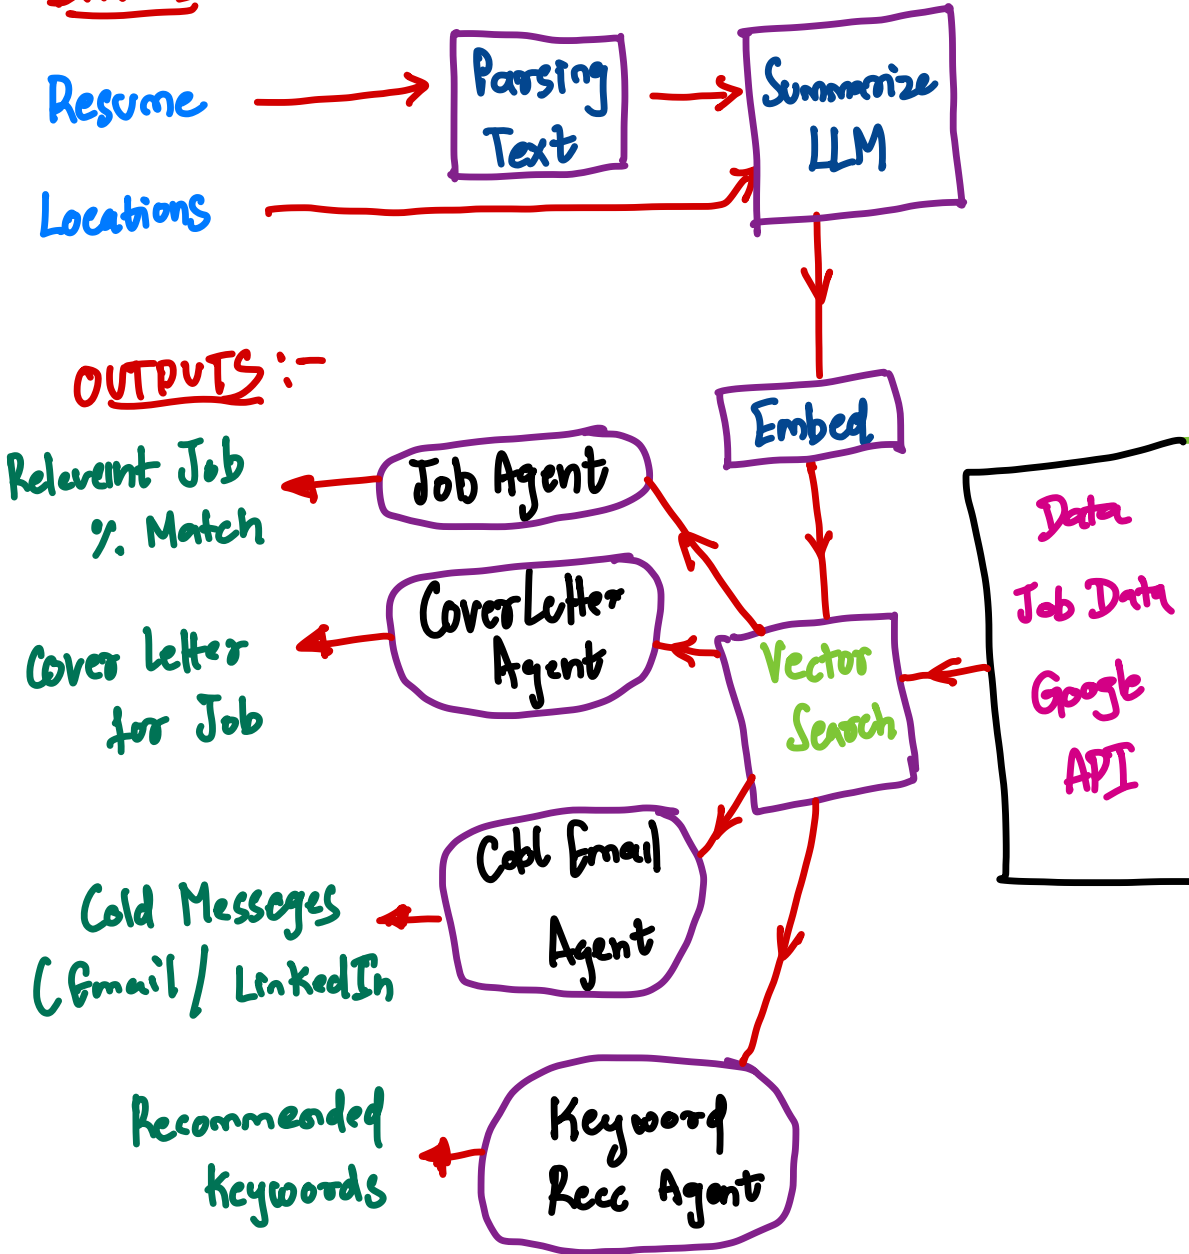 Resume
Parsing
Text
Summarize
LLM
Locations
OUTPUTS :-
Embed
Relevant Job
% Match
Job Agent
Data
Job Data
Google
API
Cover Letter
Agent
Vector
Search
Cover letter
for Job
Cold Email
Agent
Cold Messeges
( Email / LinkedIn
Recommended
Keywords
Keyword
Recc Agent